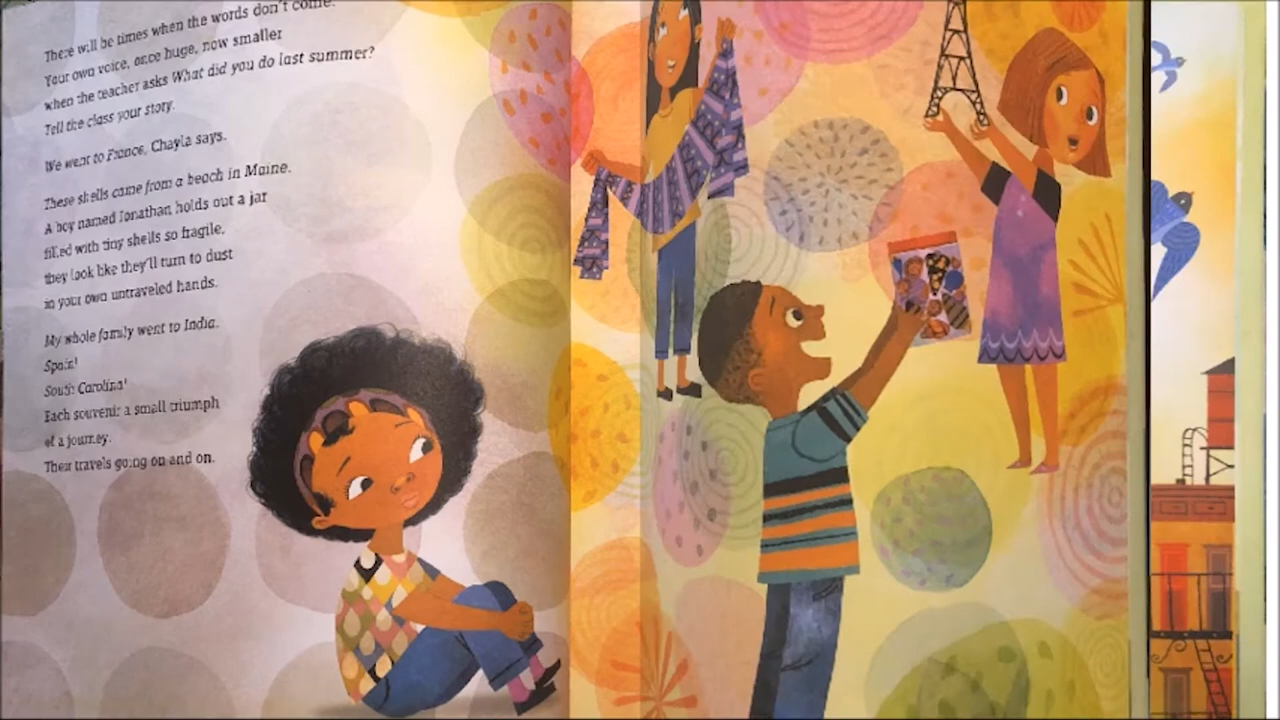 There will be times when the words don't come.
Your own voice, once huge, now smaller
when the teacher asks What did you do last summer?
Tell the class your story.
We went to France, Chayla says.
These shells came from a beach in Maine.
A boy named Jonathan holds out a jar
filled with tiny shells so fragile,
they look like they'll turn to dust
in your own untraveled hands.
My whole family went to India.
Spain!
South Carolina!
Each souvenir a small triumph
of a journey.
Their travels going on and on.